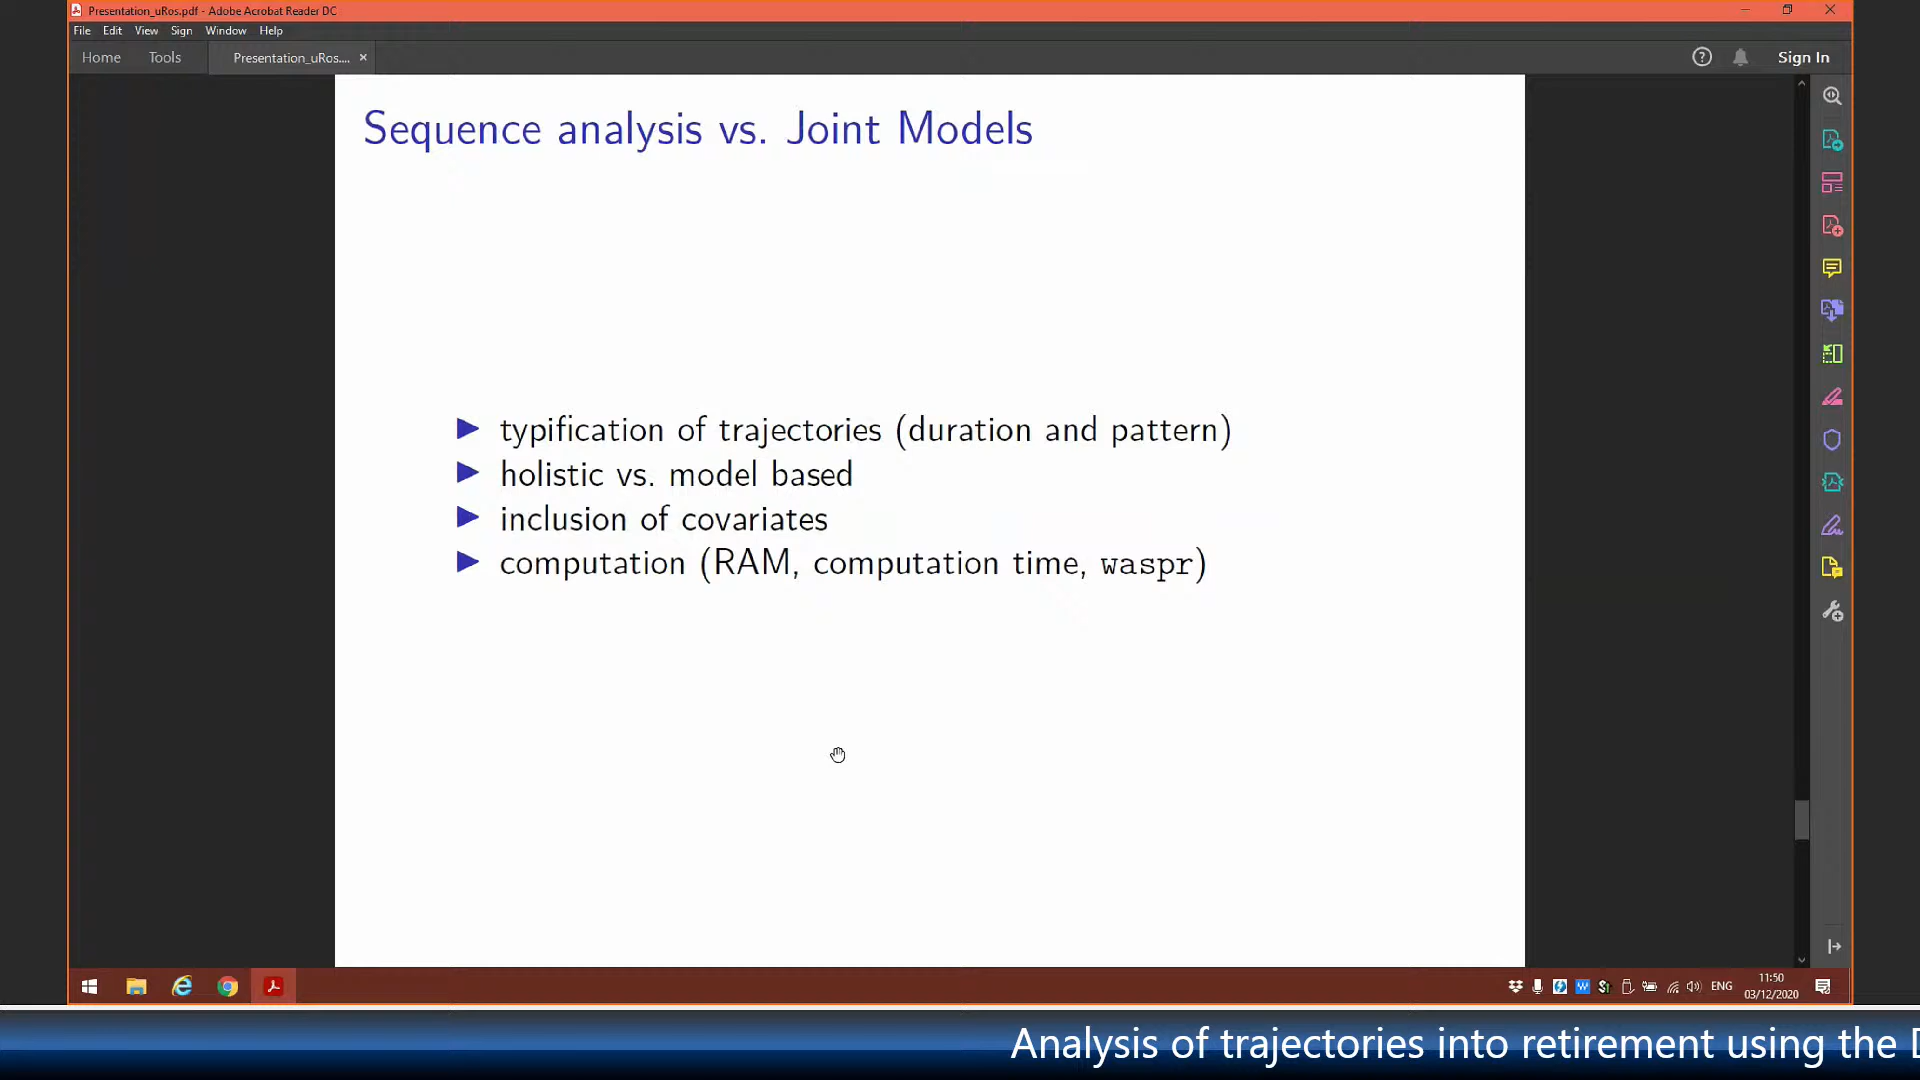 Presentation_uRos.pdf - Adobe Acrobat Reader DC
File Edit View Sign Window Help
Home Tools Presentation_uRos.... × Sign In
Sequence analysis vs. Joint Models
typification of trajectories (duration and pattern)
holistic vs. model based
inclusion of covariates
computation (RAM, computation time, waspr)
ENG 11:50
03/12/2020
Analysis of trajectories into retirement using the